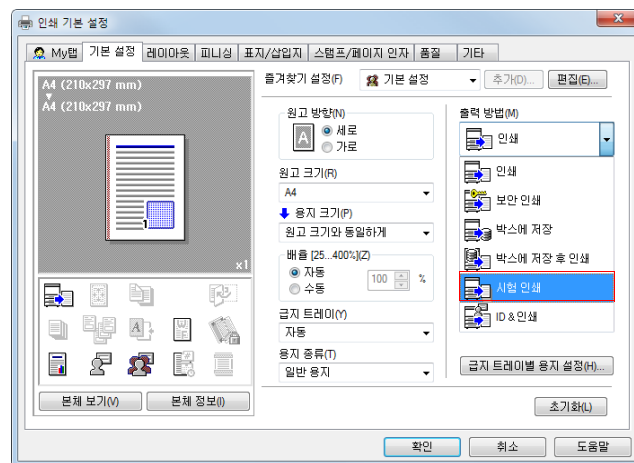 인쇄 기본 설정
My탭 기본 설정 레이아웃 피니싱 표지/삽입지 스탬프/페이지 인자 품질 기타
A4 (210x297 mm)
A4 (210x297 mm)
1
x1
본체 보기(V) 본체 정보(I)
즐겨찾기 설정(F) 기본 설정 추가(D)... 편집(E)...
원고 방향(N)
A
세로
가로
원고 크기(R)
A4
용지 크기(P)
원고 크기와 동일하게
배율 [25...400%](Z)
자동
수동
100 %
급지 트레이(Y)
자동
용지 종류(T)
일반 용지
출력 방법(M)
인쇄
인쇄
보안 인쇄
박스에 저장
박스에 저장 후 인쇄
시험 인쇄
ID & 인쇄
급지 트레이별 용지 설정(H)...
초기화(L)
확인 취소 도움말